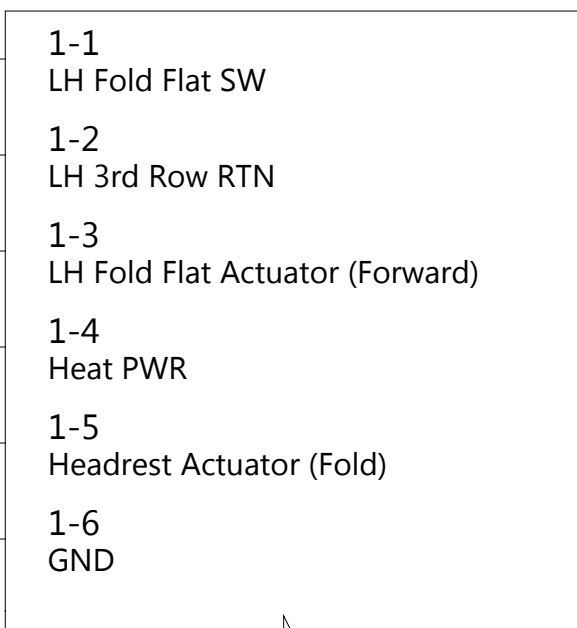 1-1
LH Fold Flat SW
1-2
LH 3rd Row RTN
1-3
LH Fold Flat Actuator (Forward)
1-4
Heat PWR
1-5
Headrest Actuator (Fold)
1-6
GND